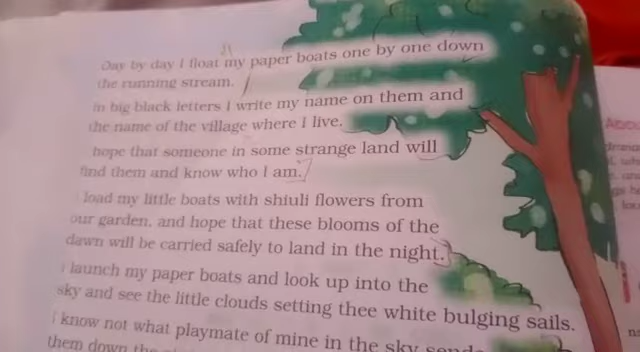 Day by day I float my paper boats one by one down
the running stream.
in big black letters I write my name on them and
the name of the village where I live.
hope that someone in some strange land will
find them and know who I am.
I load my little boats with shiuli flowers from
our garden, and hope that these blooms of the
dawn will be carried safely to land in the night.
I launch my paper boats and look up into the
sky and see the little clouds setting thee white bulging sails.
I know not what playmate of mine in the sky sends
them down the